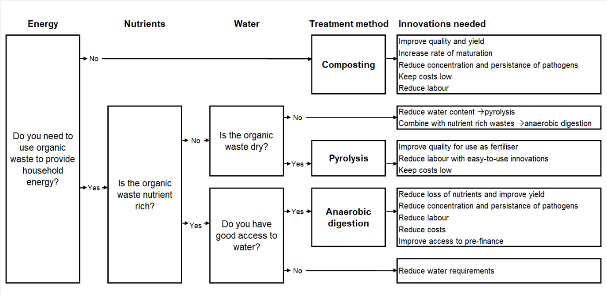 Energy
Nutrients
Water
Treatment method
Innovations needed
Do you need to
use organic
waste to provide
household
energy?
No
Yes
Is the organic
waste nutrient
rich?
No
Yes
Is the organic
waste dry?
No
Yes
Do you have
good access to
water?
Yes
No
Composting
Improve quality and yield
Increase rate of maturation
Reduce concentration and persistance of pathogens
Keep costs low
Reduce labour
Reduce water content →pyrolysis
Combine with nutrient rich wastes →anaerobic digestion
Pyrolysis
Improve quality for use as fertiliser
Reduce labour with easy-to-use innovations
Keep costs low
Anaerobic
digestion
Reduce loss of nutrients and improve yield
Reduce concentration and persistance of pathogens
Reduce labour
Reduce costs
Improve access to pre-finance
Reduce water requirements